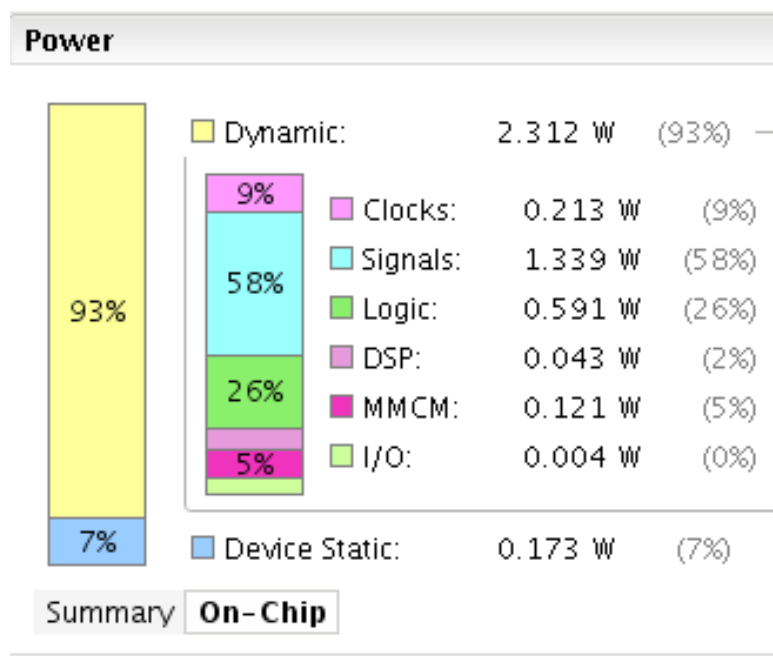 Power
Dynamic: 2.312 W (93%)
9% Clocks: 0.213 W (9%)
Signals: 1.339 W (58%)
58%
93% Logic: 0.591 W (26%)
DSP: 0.043 W (2%)
26%
MMCM: 0.121 W (5%)
5% I/O: 0.004 W (0%)
7% Device Static: 0.173 W (7%)
Summary On-Chip